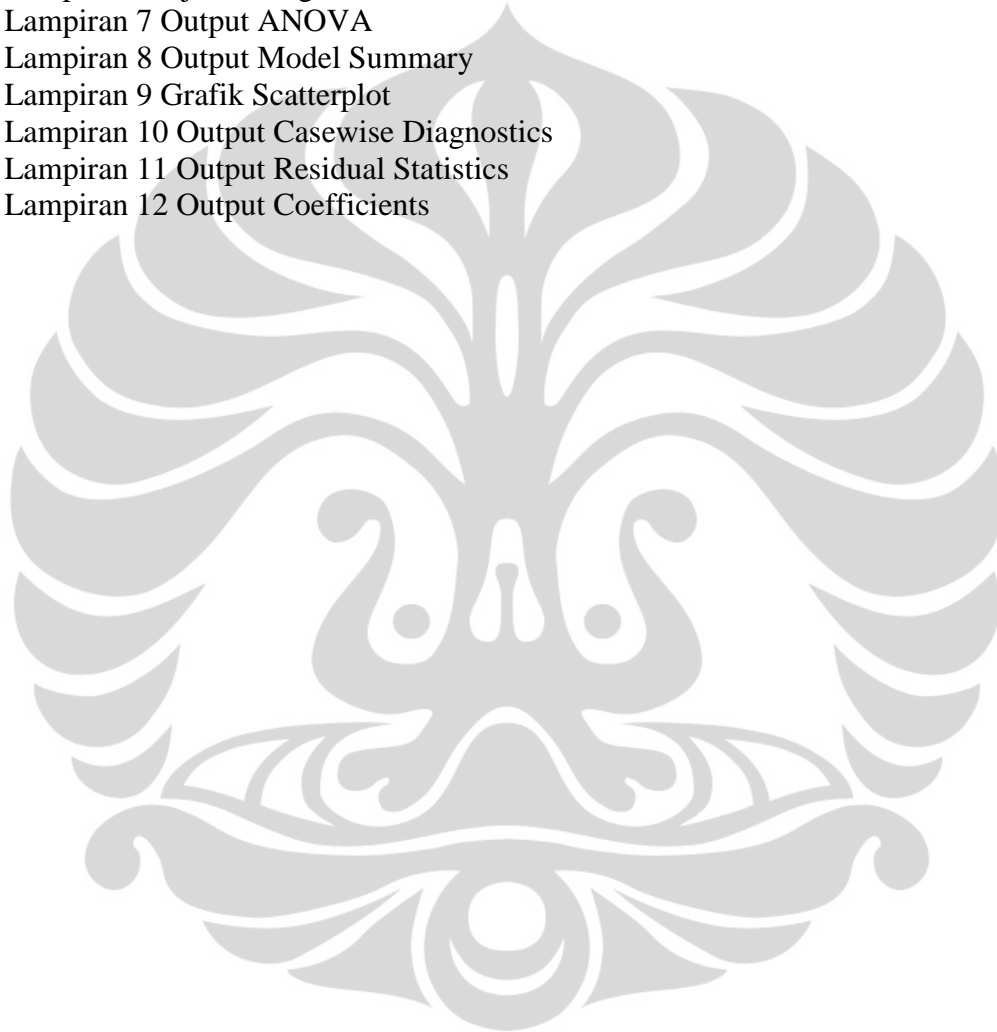 Lampiran 7 Output ANOVA
Lampiran 8 Output Model Summary
Lampiran 9 Grafik Scatterplot
Lampiran 10 Output Casewise Diagnostics
Lampiran 11 Output Residual Statistics
Lampiran 12 Output Coefficients